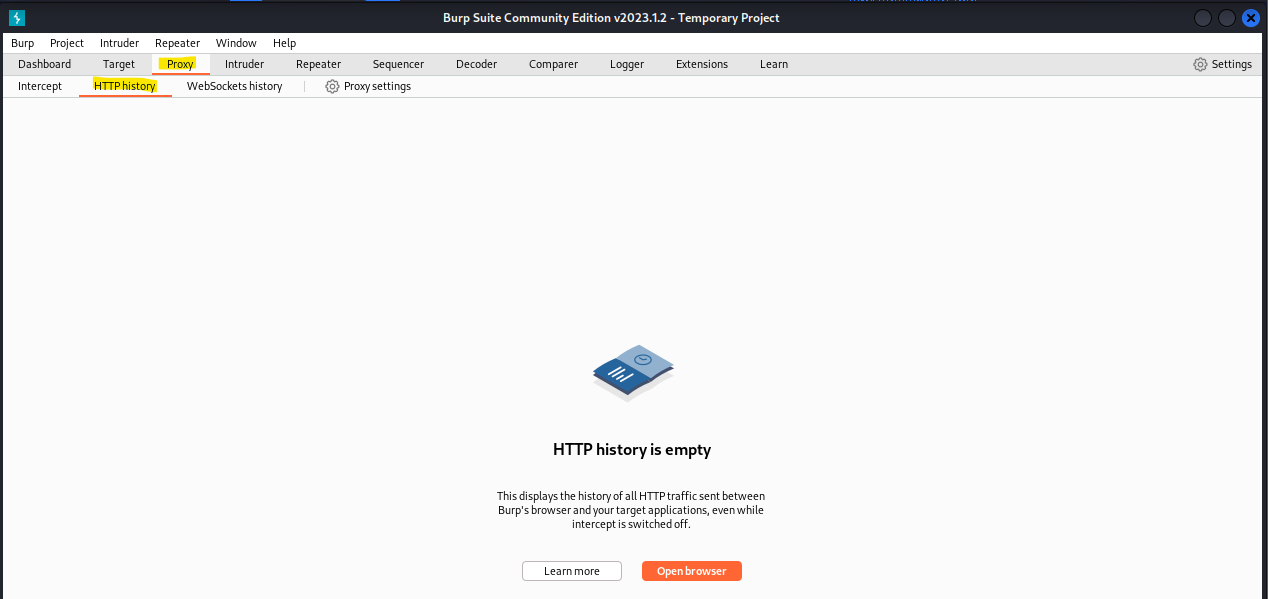 Burp Suite Community Edition v2023.1.2 - Temporary Project
Burp Project Intruder Repeater Window Help
Dashboard Target Proxy Intruder Repeater Sequencer Decoder Comparer Logger Extensions Learn Settings
Intercept HTTP history WebSockets history Proxy settings
HTTP history is empty
This displays the history of all HTTP traffic sent between
Burp's browser and your target applications, even while
intercept is switched off.
Learn more Open browser